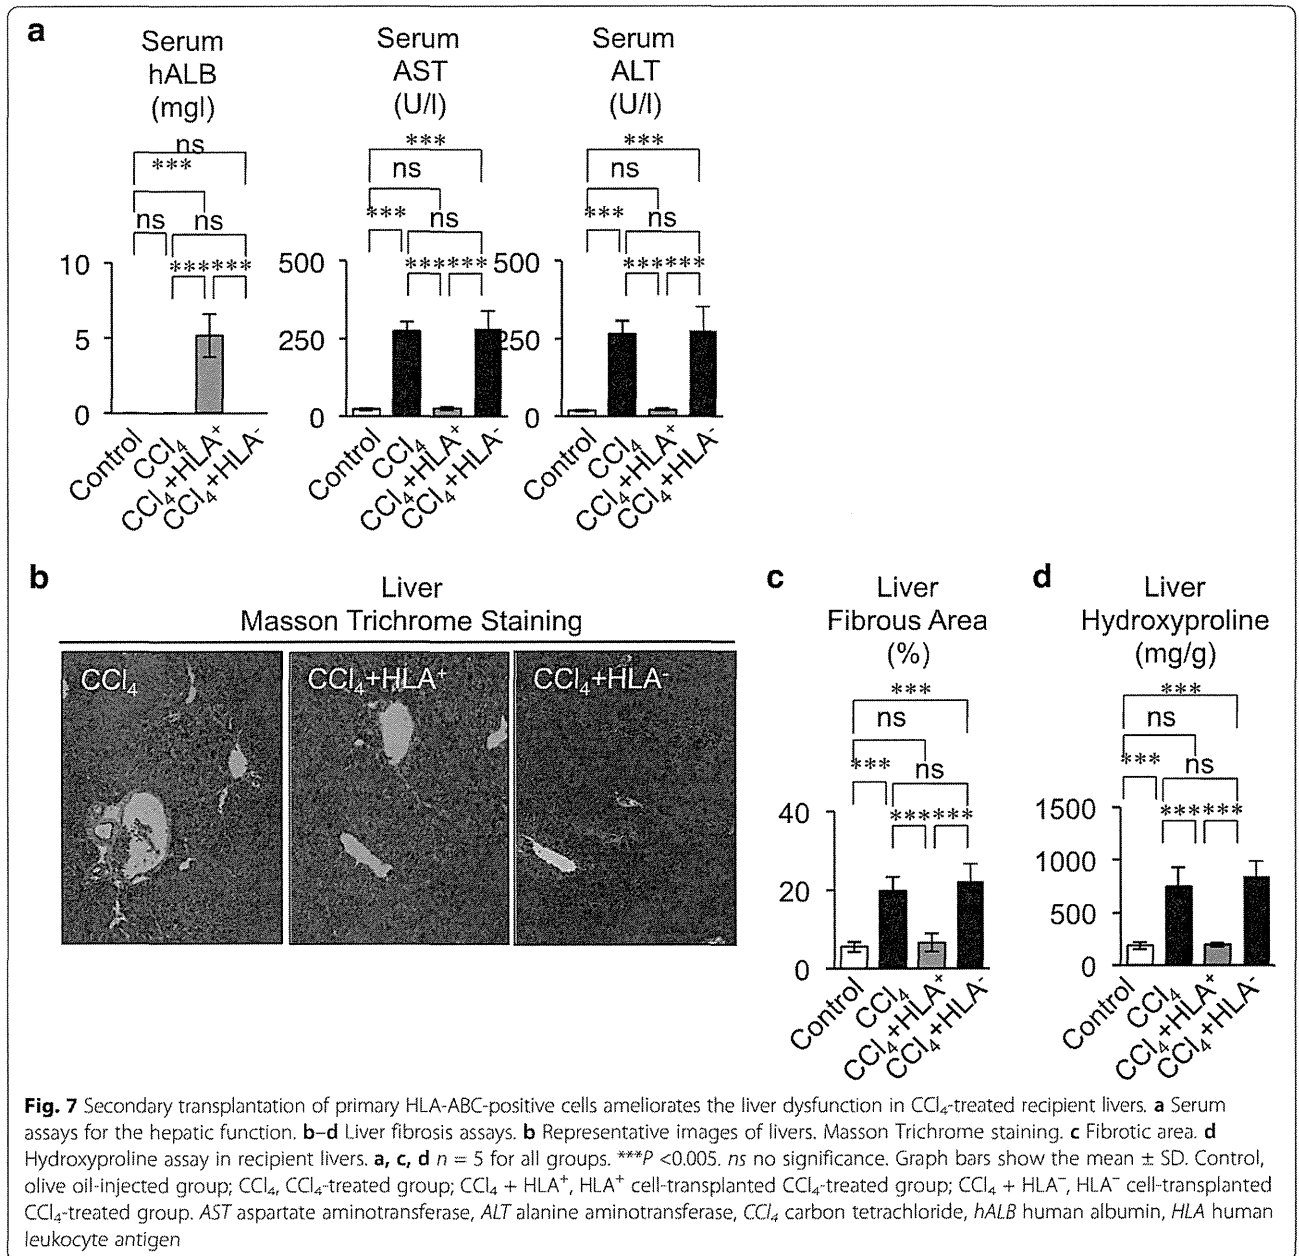 a
Serum
hALB
(mgl)
Serum
AST
(U/l)
Serum
ALT
(U/l)
ns
***
ns
ns
******
10
5
0
Control
CCl₄
CCl₄+HLA⁺
CCl₄+HLA⁻
***
ns
***
ns
******
500
250
0
Control
CCl₄
CCl₄+HLA⁺
CCl₄+HLA⁻
***
ns
***
ns
******
500
250
0
Control
CCl₄
CCl₄+HLA⁺
CCl₄+HLA⁻
b
Liver
Masson Trichrome Staining
CCl₄
CCl₄+HLA⁺
CCl₄+HLA⁻
c
Liver
Fibrous Area
(%)
***
ns
***
ns
******
40
20
0
Control
CCl₄
CCl₄+HLA⁺
CCl₄+HLA⁻
d
Liver
Hydroxyproline
(mg/g)
***
ns
***
ns
******
1500
1000
500
0
Control
CCl₄
CCl₄+HLA⁺
CCl₄+HLA⁻
Fig. 7 Secondary transplantation of primary HLA-ABC-positive cells ameliorates the liver dysfunction in CCl₄-treated recipient livers. a Serum
assays for the hepatic function. b–d Liver fibrosis assays. b Representative images of livers. Masson Trichrome staining. c Fibrotic area. d
Hydroxyproline assay in recipient livers. a, c, d n = 5 for all groups. ***P <0.005. ns no significance. Graph bars show the mean ± SD. Control,
olive oil-injected group; CCl₄, CCl₄-treated group; CCl₄ + HLA⁺, HLA⁺ cell-transplanted CCl₄-treated group; CCl₄ + HLA⁻, HLA⁻ cell-transplanted
CCl₄-treated group. AST aspartate aminotransferase, ALT alanine aminotransferase, CCl₄ carbon tetrachloride, hALB human albumin, HLA human
leukocyte antigen